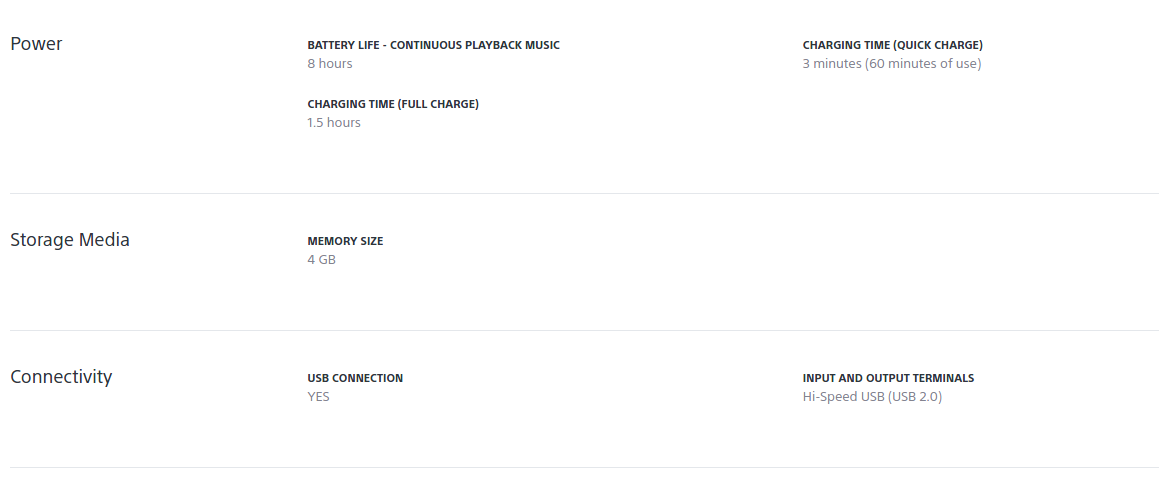 Power
BATTERY LIFE - CONTINUOUS PLAYBACK MUSIC
8 hours
CHARGING TIME (QUICK CHARGE)
3 minutes (60 minutes of use)
CHARGING TIME (FULL CHARGE)
1.5 hours
Storage Media
MEMORY SIZE
4 GB
Connectivity
USB CONNECTION
YES
INPUT AND OUTPUT TERMINALS
Hi-Speed USB (USB 2.0)